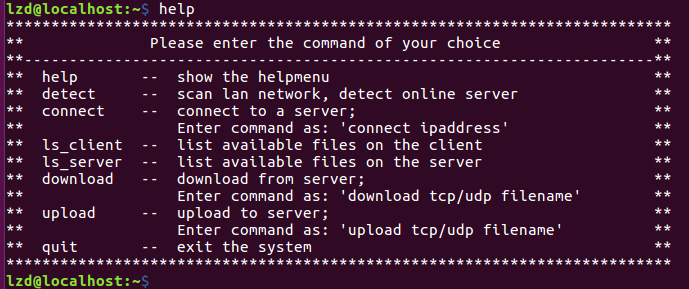 lzd@localhost:~$ help
***********************************************************************
**             Please enter the command of your choice               **
**-------------------------------------------------------------------**
**  help       --  show the helpmenu                                 **
**  detect     --  scan lan network, detect online server            **
**  connect    --  connect to a server;                              **
**                 Enter command as: 'connect ipaddress'             **
**  ls_client  --  list available files on the client                **
**  ls_server  --  list available files on the server                **
**  download   --  download from server;                             **
**                 Enter command as: 'download tcp/udp filename'     **
**  upload     --  upload to server;                                 **
**                 Enter command as: 'upload tcp/udp filename'       **
**  quit       --  exit the system                                   **
***********************************************************************
lzd@localhost:~$